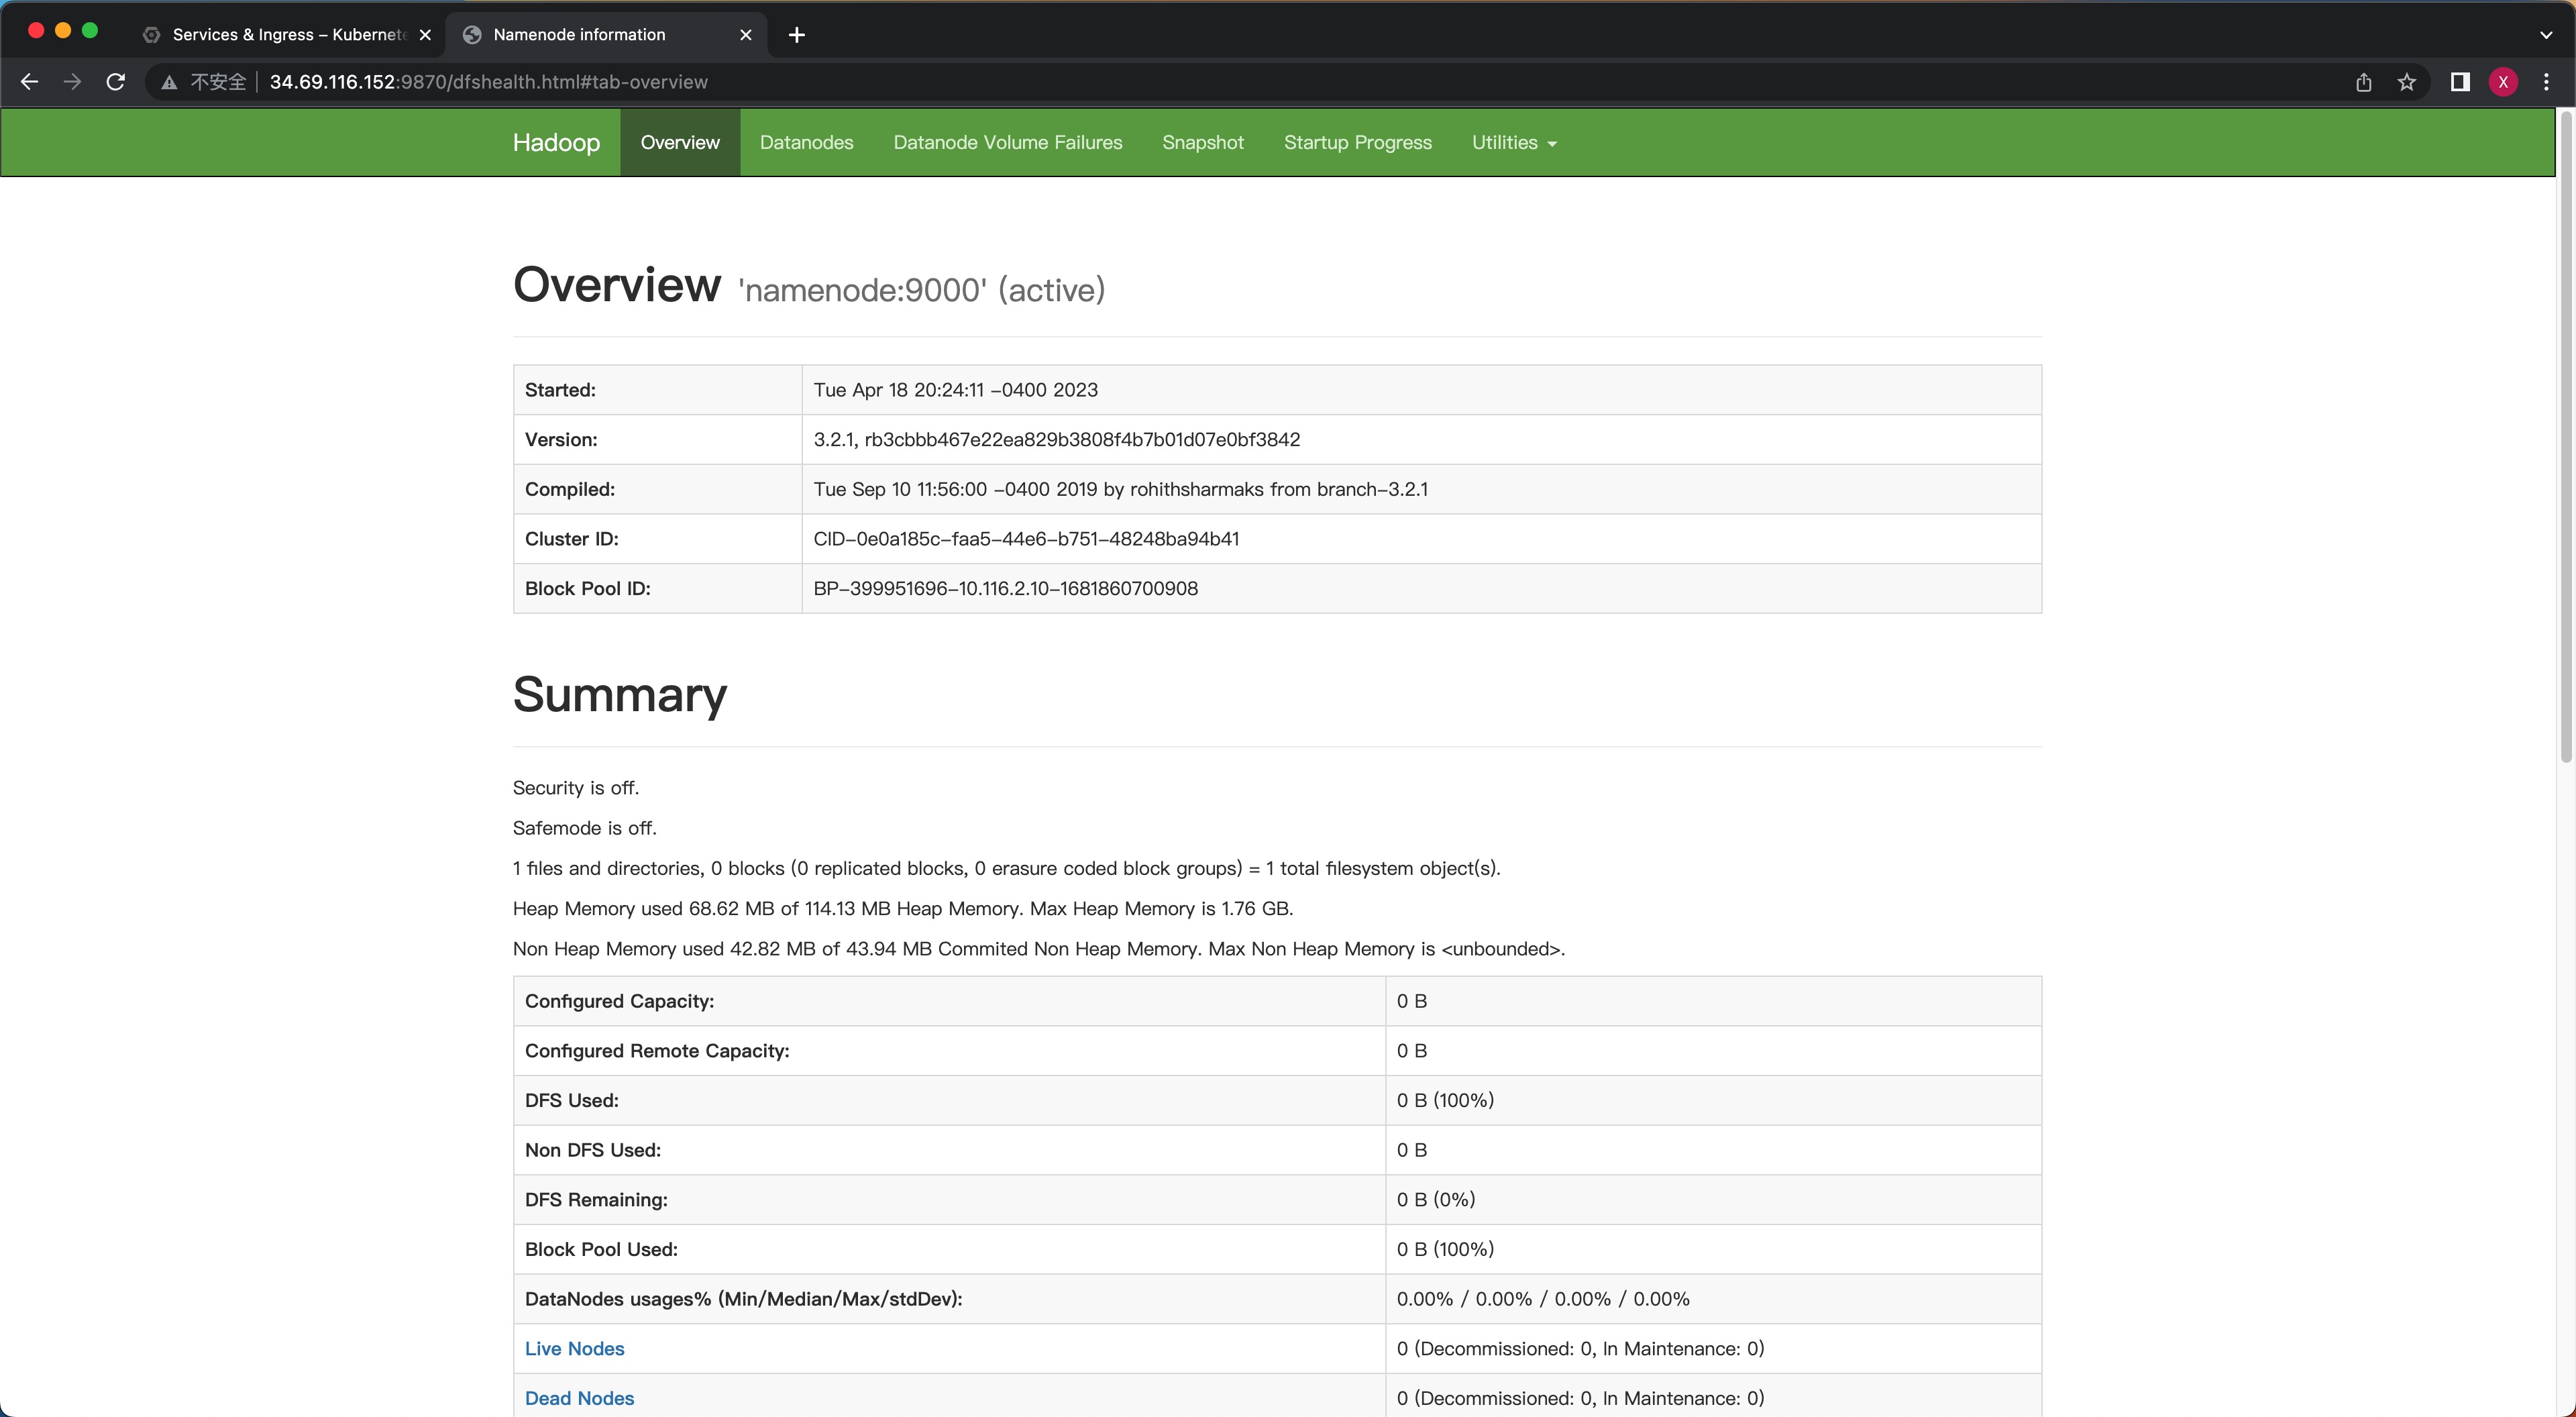 Services & Ingress – Kubernete
Namenode information
不安全 34.69.116.152:9870/dfshealth.html#tab-overview
X
Hadoop Overview Datanodes Datanode Volume Failures Snapshot Startup Progress Utilities
Overview 'namenode:9000' (active)
Started: Tue Apr 18 20:24:11 -0400 2023
Version: 3.2.1, rb3cbbb467e22ea829b3808f4b7b01d07e0bf3842
Compiled: Tue Sep 10 11:56:00 -0400 2019 by rohithsharmaks from branch-3.2.1
Cluster ID: CID-0e0a185c-faa5-44e6-b751-48248ba94b41
Block Pool ID: BP-399951696-10.116.2.10-1681860700908
Summary
Security is off.
Safemode is off.
1 files and directories, 0 blocks (0 replicated blocks, 0 erasure coded block groups) = 1 total filesystem object(s).
Heap Memory used 68.62 MB of 114.13 MB Heap Memory. Max Heap Memory is 1.76 GB.
Non Heap Memory used 42.82 MB of 43.94 MB Commited Non Heap Memory. Max Non Heap Memory is <unbounded>.
Configured Capacity: 0 B
Configured Remote Capacity: 0 B
DFS Used: 0 B (100%)
Non DFS Used: 0 B
DFS Remaining: 0 B (0%)
Block Pool Used: 0 B (100%)
DataNodes usages% (Min/Median/Max/stdDev): 0.00% / 0.00% / 0.00% / 0.00%
Live Nodes 0 (Decommissioned: 0, In Maintenance: 0)
Dead Nodes 0 (Decommissioned: 0, In Maintenance: 0)